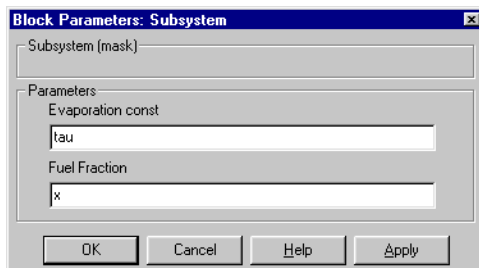 Block Parameters: Subsystem
Subsystem (mask)
Parameters
Evaporation const
tau
Fuel Fraction
x
OK Cancel Help Apply